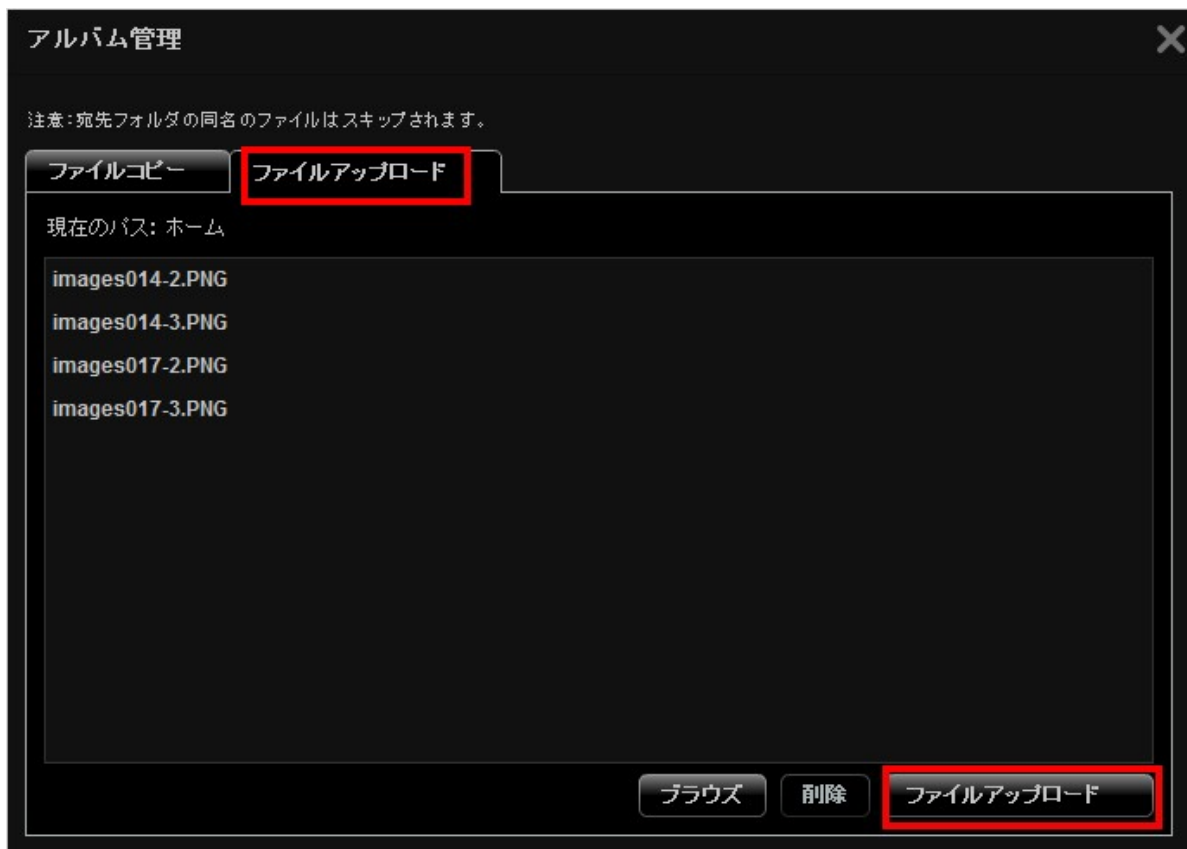 アルバム管理
注意:宛先フォルダの同名のファイルはスキップされます。
ファイルコピー ファイルアップロード
現在のパス: ホーム
images014-2.PNG
images014-3.PNG
images017-2.PNG
images017-3.PNG
ブラウズ 削除 ファイルアップロード